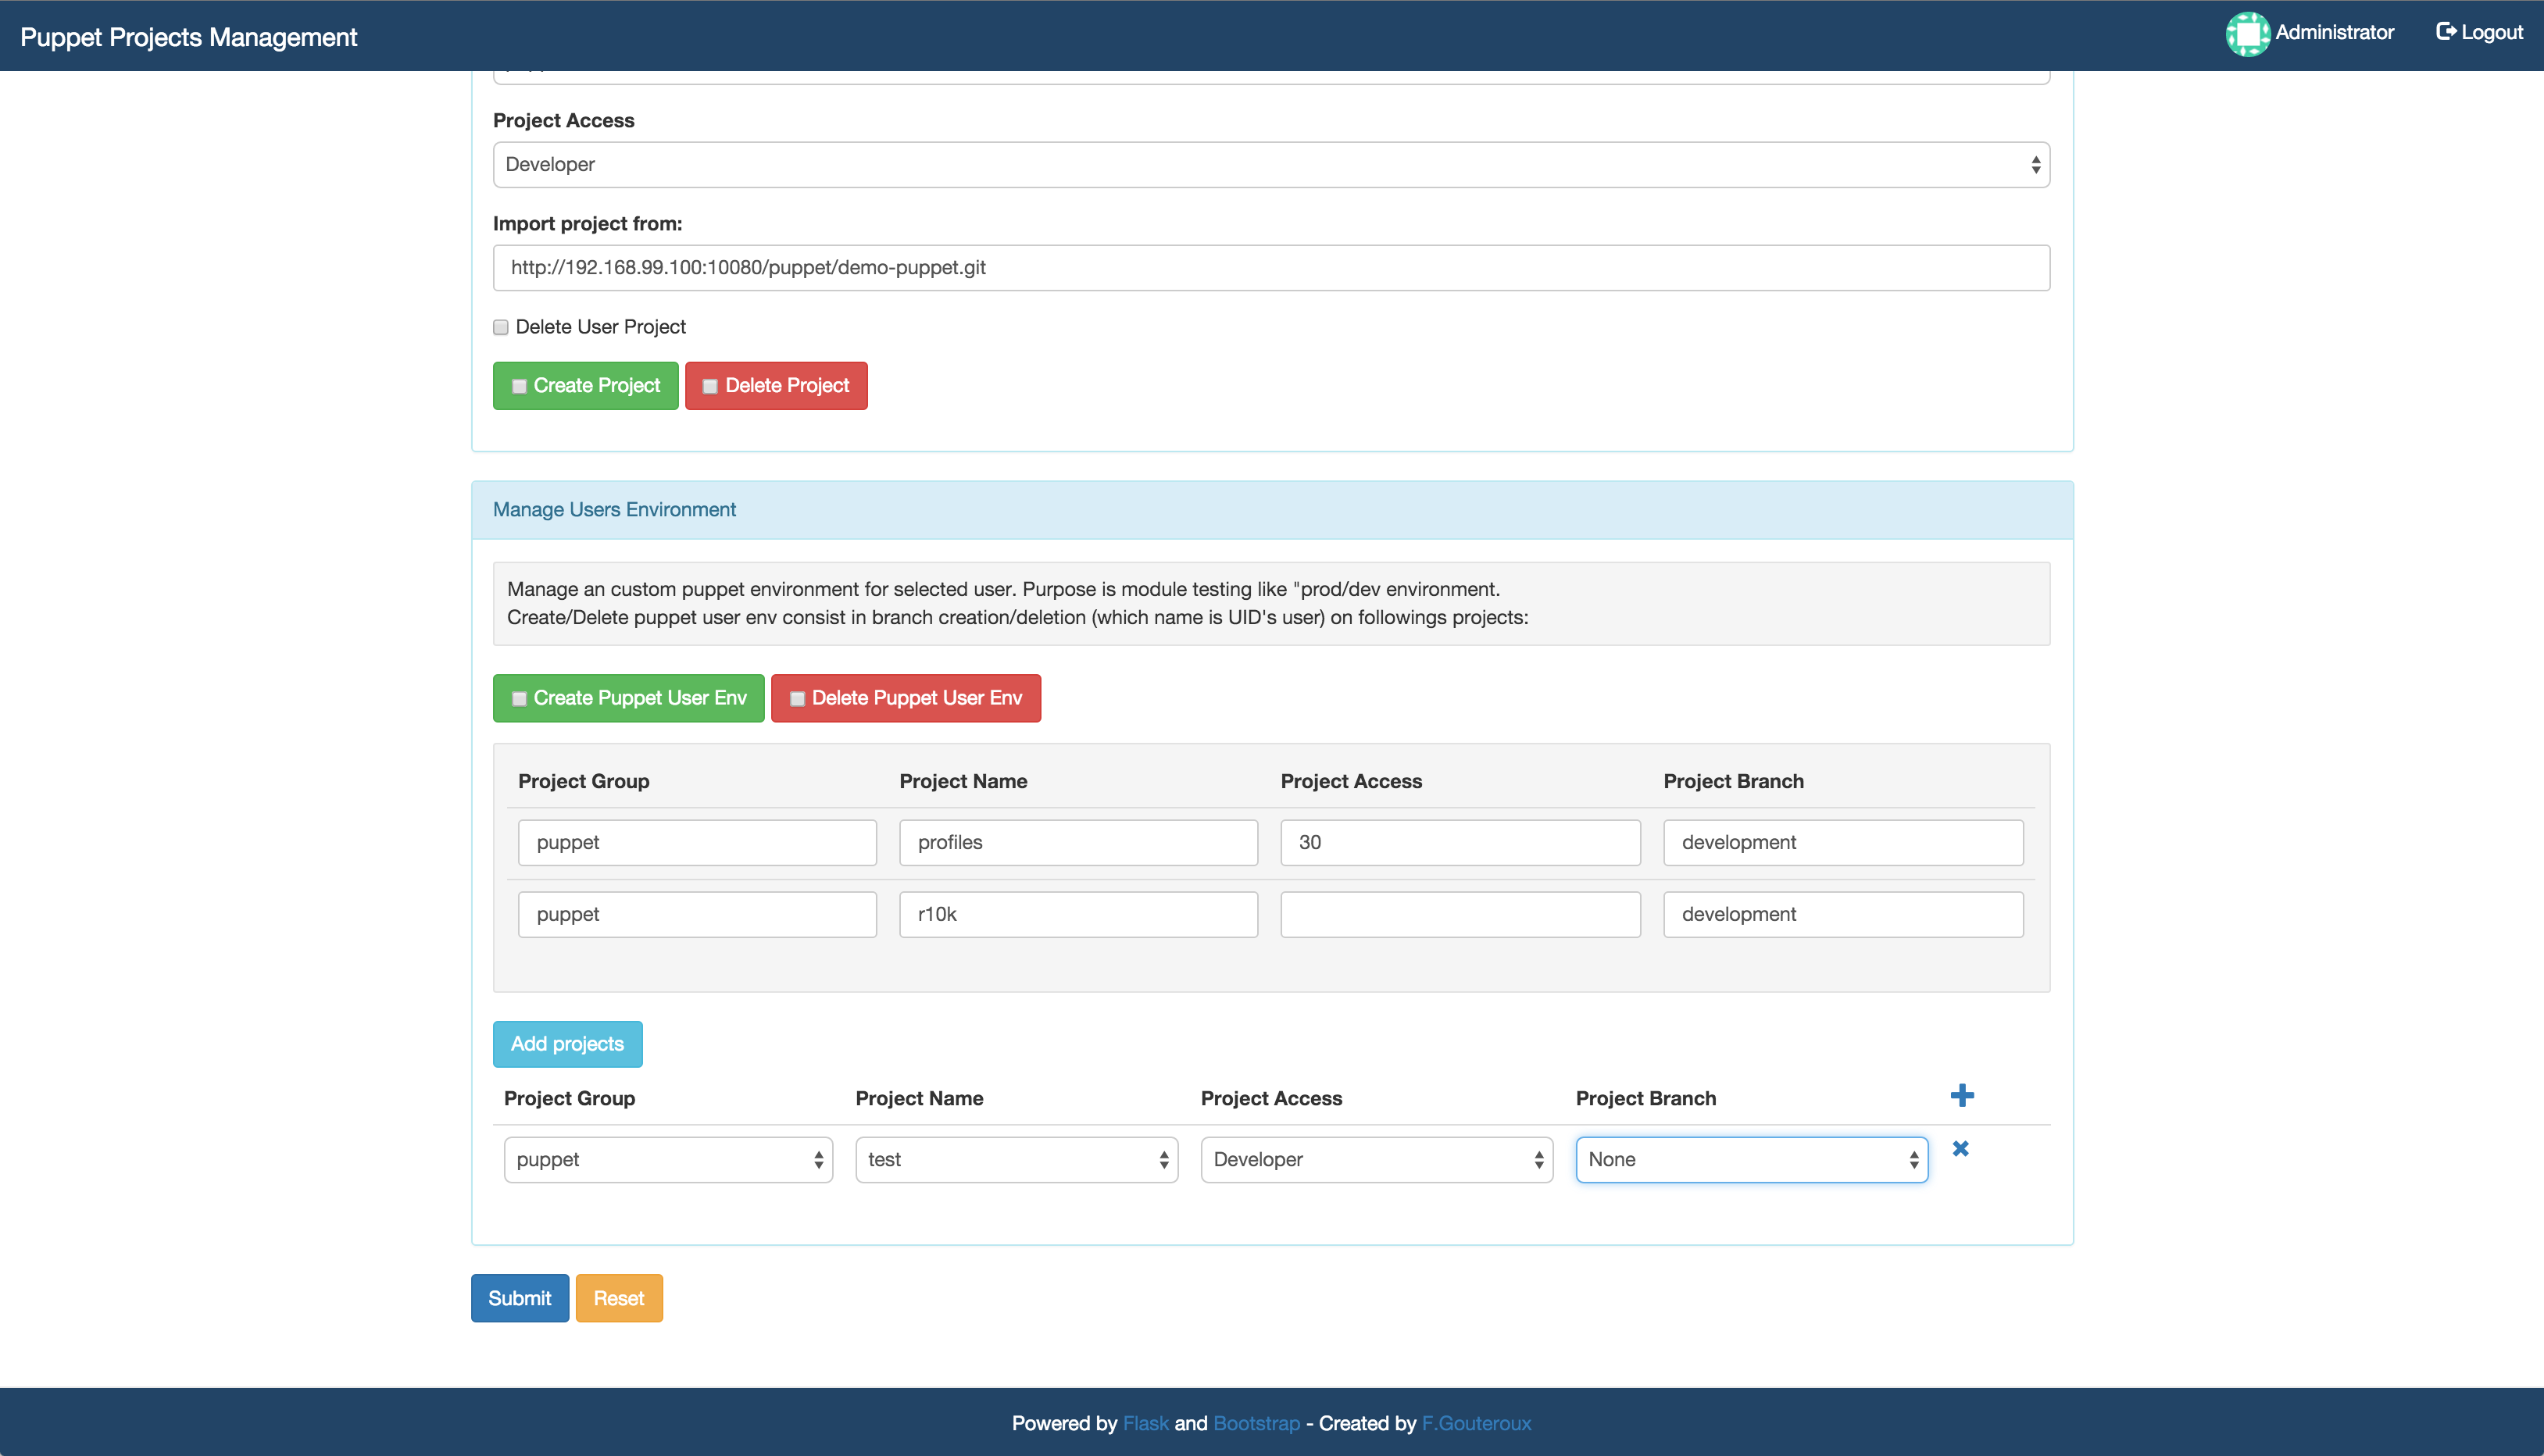 Puppet Projects Management
Administrator
Logout
Project Access
Developer
Import project from:
http://192.168.99.100:10080/puppet/demo-puppet.git
Delete User Project
Create Project
Delete Project
Manage Users Environment
Manage an custom puppet environment for selected user. Purpose is module testing like "prod/dev environment.
Create/Delete puppet user env consist in branch creation/deletion (which name is UID's user) on followings projects:
Create Puppet User Env
Delete Puppet User Env
Project Group Project Name Project Access Project Branch
puppet profiles 30 development
puppet r10k development
Add projects
Project Group Project Name Project Access Project Branch
puppet test Developer None
Submit Reset
Powered by Flask and Bootstrap - Created by F.Gouteroux